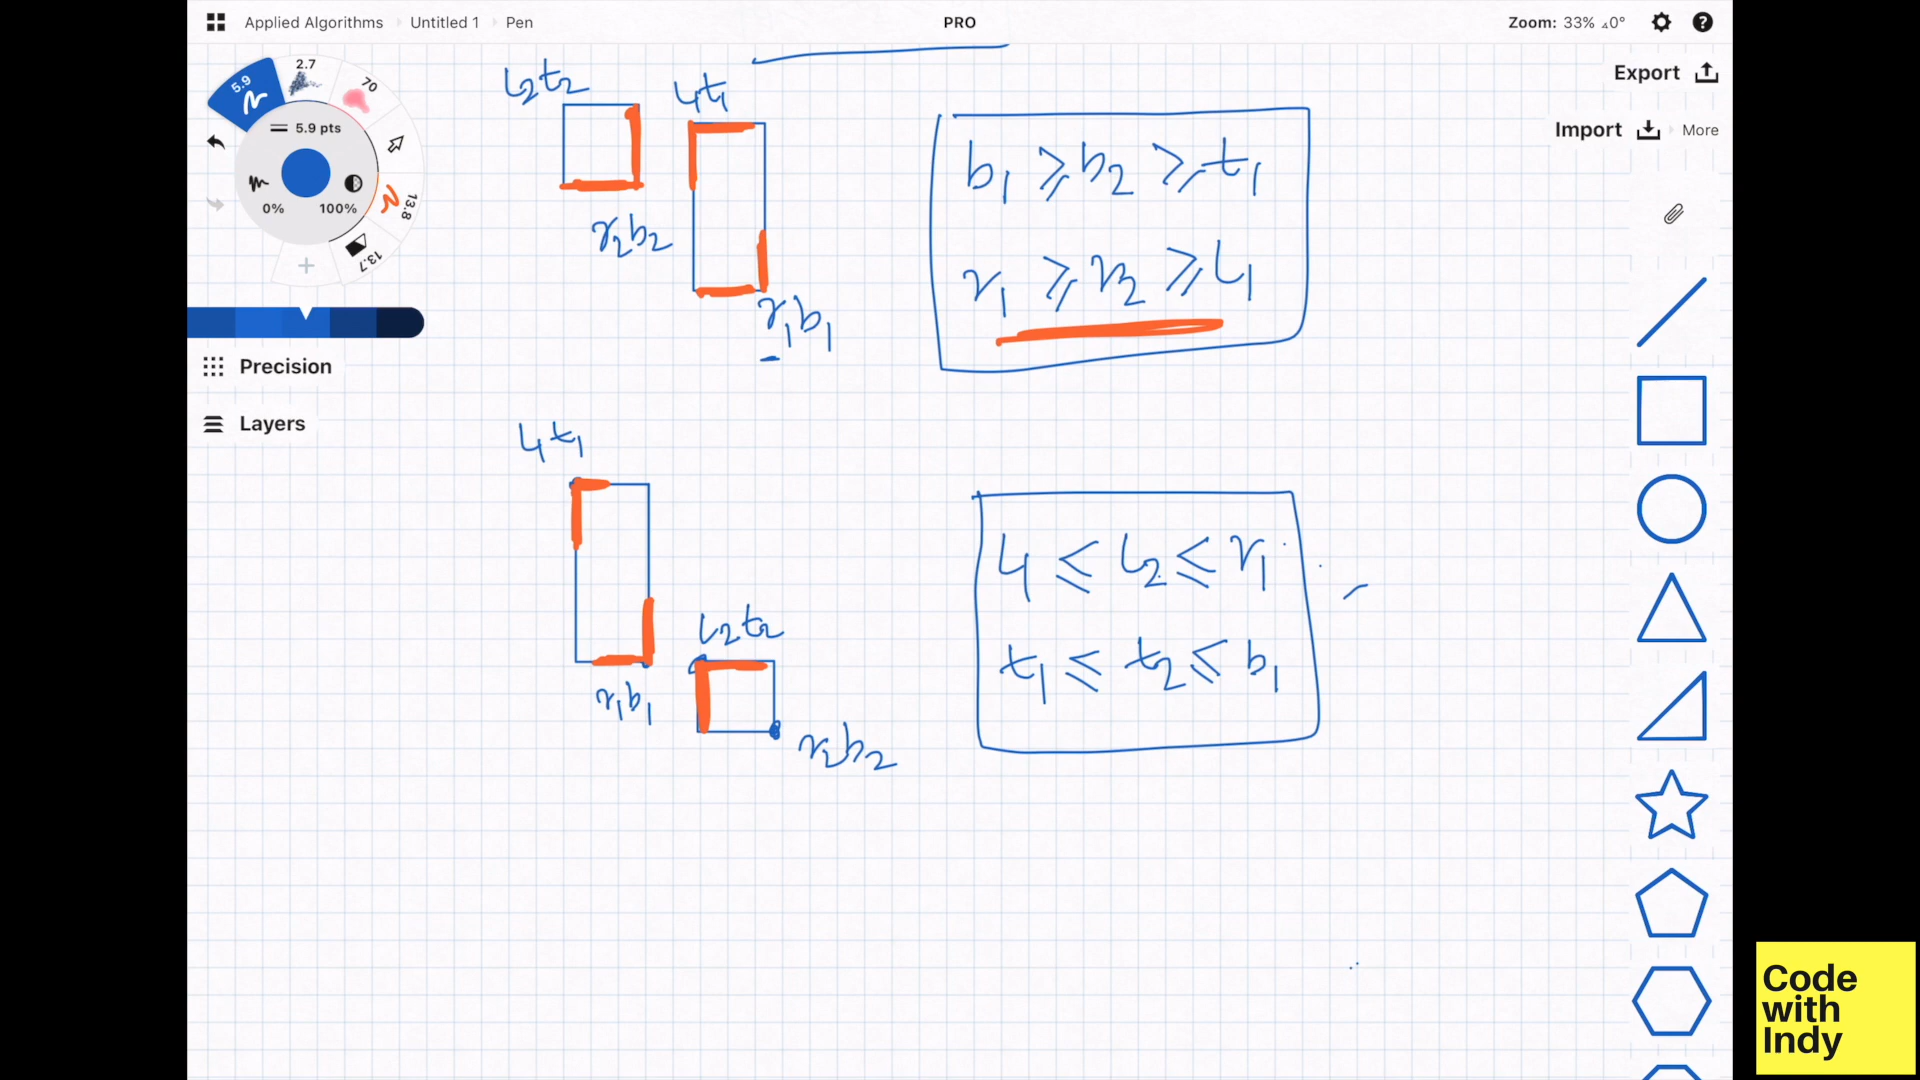 Applied Algorithms Untitled 1 Pen
PRO
Zoom: 33% ⊿0°
Export
Import
More
5.9
2.7
70
5.9 pts
0% 100%
13.8
13.7
Precision
Layers
l2t2
l1t1
r2b2
r1b1
b1 ⩾ b2 ⩾ t1
r1 ⩾ r2 ⩾ l1
l1t1
r1b1
l2t2
r2b2
l1 ⩽ l2 ⩽ r1
t1 ⩽ t2 ⩽ b1
Code
with
Indy